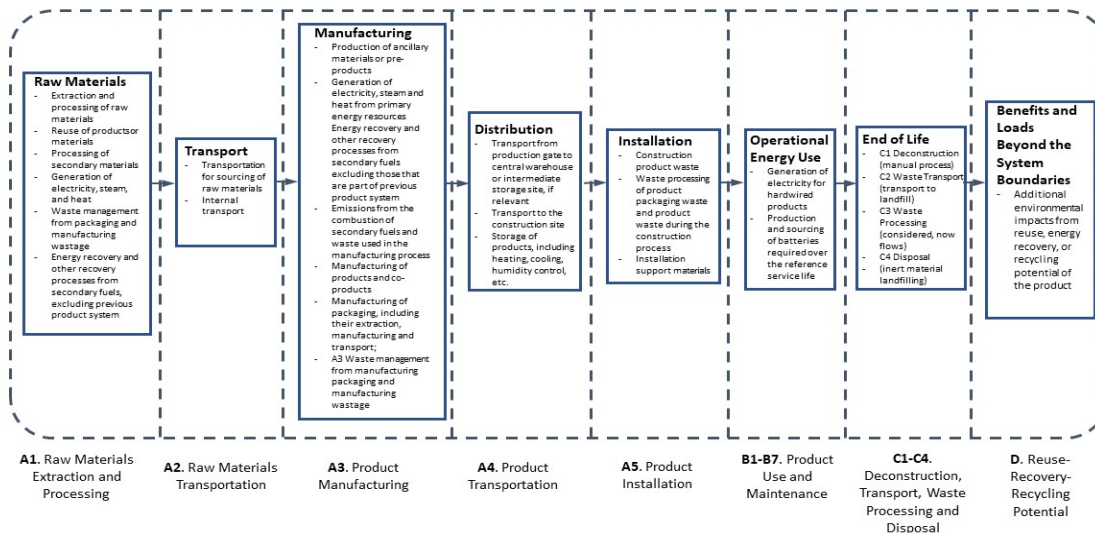 Raw Materials
- Extraction and
processing of raw
materials
- Reuse of productsor
materials
- Processing of
secondary materials
- Generation of
electricity, steam,
and heat
- Waste management
from packaging and
manufacturing
wastage
- Energy recovery and
other recovery
processes from
secondary fuels,
excluding previous
product system
Transport
- Transportation
for sourcing of
raw materials
- Internal
transport
Manufacturing
- Production of ancillary
materials or pre-
products
- Generation of
electricity, steam and
heat from primary
energy resources
Energy recovery and
other recovery
processes from
secondary fuels
excluding those that
are part of previous
product system
- Emissions from the
combustion of
secondary fuels and
waste used in the
manufacturing process
- Manufacturing of
products and co-
products
- Manufacturing of
packaging, including
their extraction,
manufacturing and
transport;
- A3 Waste management
from manufacturing
packaging and
manufacturing
wastage
Distribution
- Transport from
production gate to
central warehouse
or intermediate
storage site, if
relevant
- Transport to the
construction site
- Storage of
products, including
heating, cooling,
humidity control,
etc.
Installation
- Construction
product waste
- Waste processing of
product packaging
waste and product
waste during the
construction
process
- Installation
support materials
Operational
Energy Use
- Generation of
electricity for
hardwired
products
- Production
and sourcing
of batteries
required over
the reference
service life
End of Life
- C1 Deconstruction
(manual process)
- C2 Waste Transport
(transport to
landfill)
- C3 Waste
Processing
(considered, now
flows)
- C4 Disposal
- (inert material
landfilling)
Benefits and
Loads
Beyond the
System
Boundaries
- Additional
environmental
impacts from
reuse, energy
recovery, or
recycling
potential of
the product
A1. Raw Materials
Extraction and
Processing
A2. Raw Materials
Transportation
A3. Product
Manufacturing
A4. Product
Transportation
A5. Product
Installation
B1-B7. Product
Use and
Maintenance
C1-C4.
Deconstruction,
Transport, Waste
Processing and
Disposal
D. Reuse-
Recovery-
Recycling
Potential